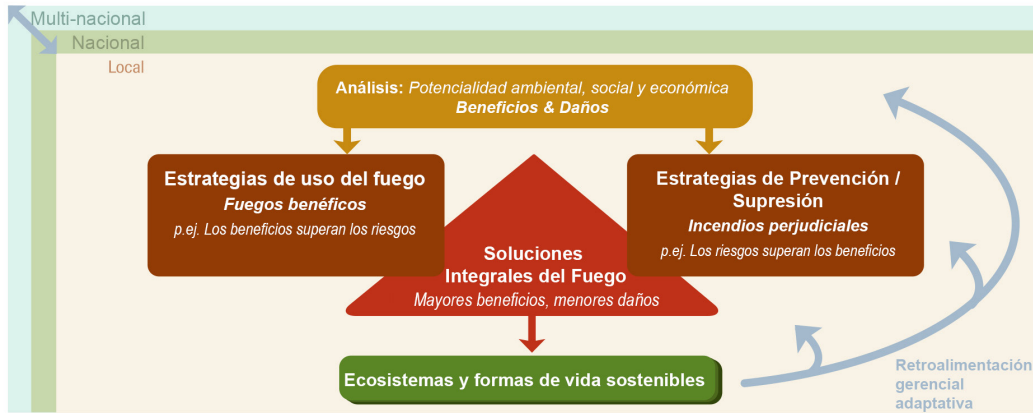 Multi-nacional
Nacional
Local
Análisis: Potencialidad ambiental, social y económica
Beneficios & Daños
Estrategias de uso del fuego
Fuegos benéficos
p.ej. Los beneficios superan los riesgos
Estrategias de Prevención /
Supresión
Incendios perjudiciales
p.ej. Los riesgos superan los beneficios
Soluciones
Integrales del Fuego
Mayores beneficios, menores daños
Ecosistemas y formas de vida sostenibles
Retroalimentación
gerencial
adaptativa